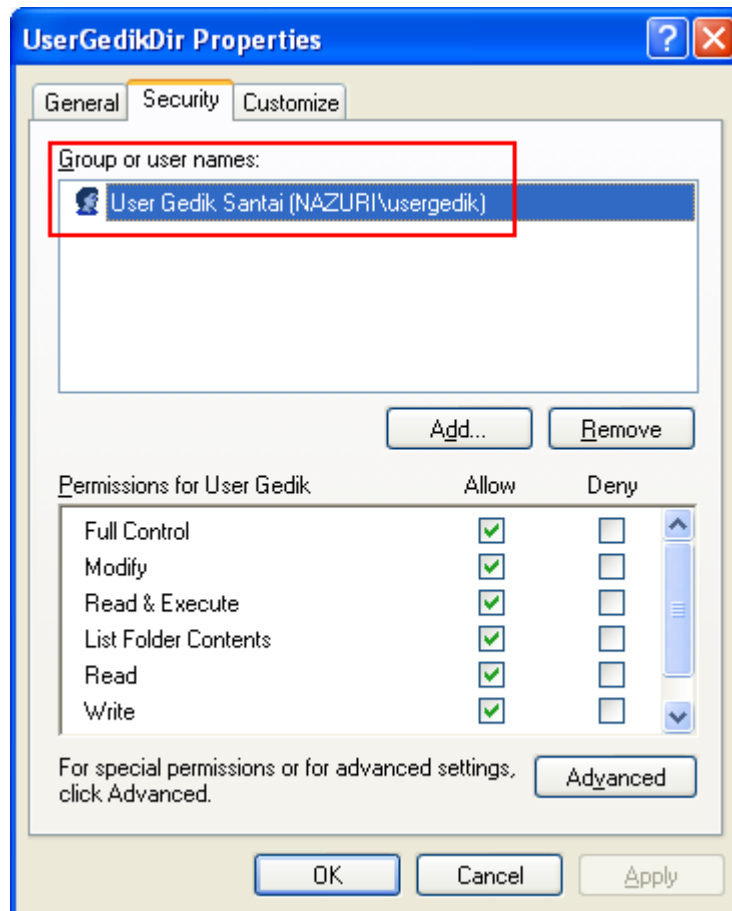 UserGedikDir Properties
General Security Customize
Group or user names:
User Gedik Santai (NAZURI\usergedik)
Add... Remove
Permissions for User Gedik Allow Deny
Full Control
Modify
Read & Execute
List Folder Contents
Read
Write
For special permissions or for advanced settings,
click Advanced.
Advanced
OK Cancel Apply